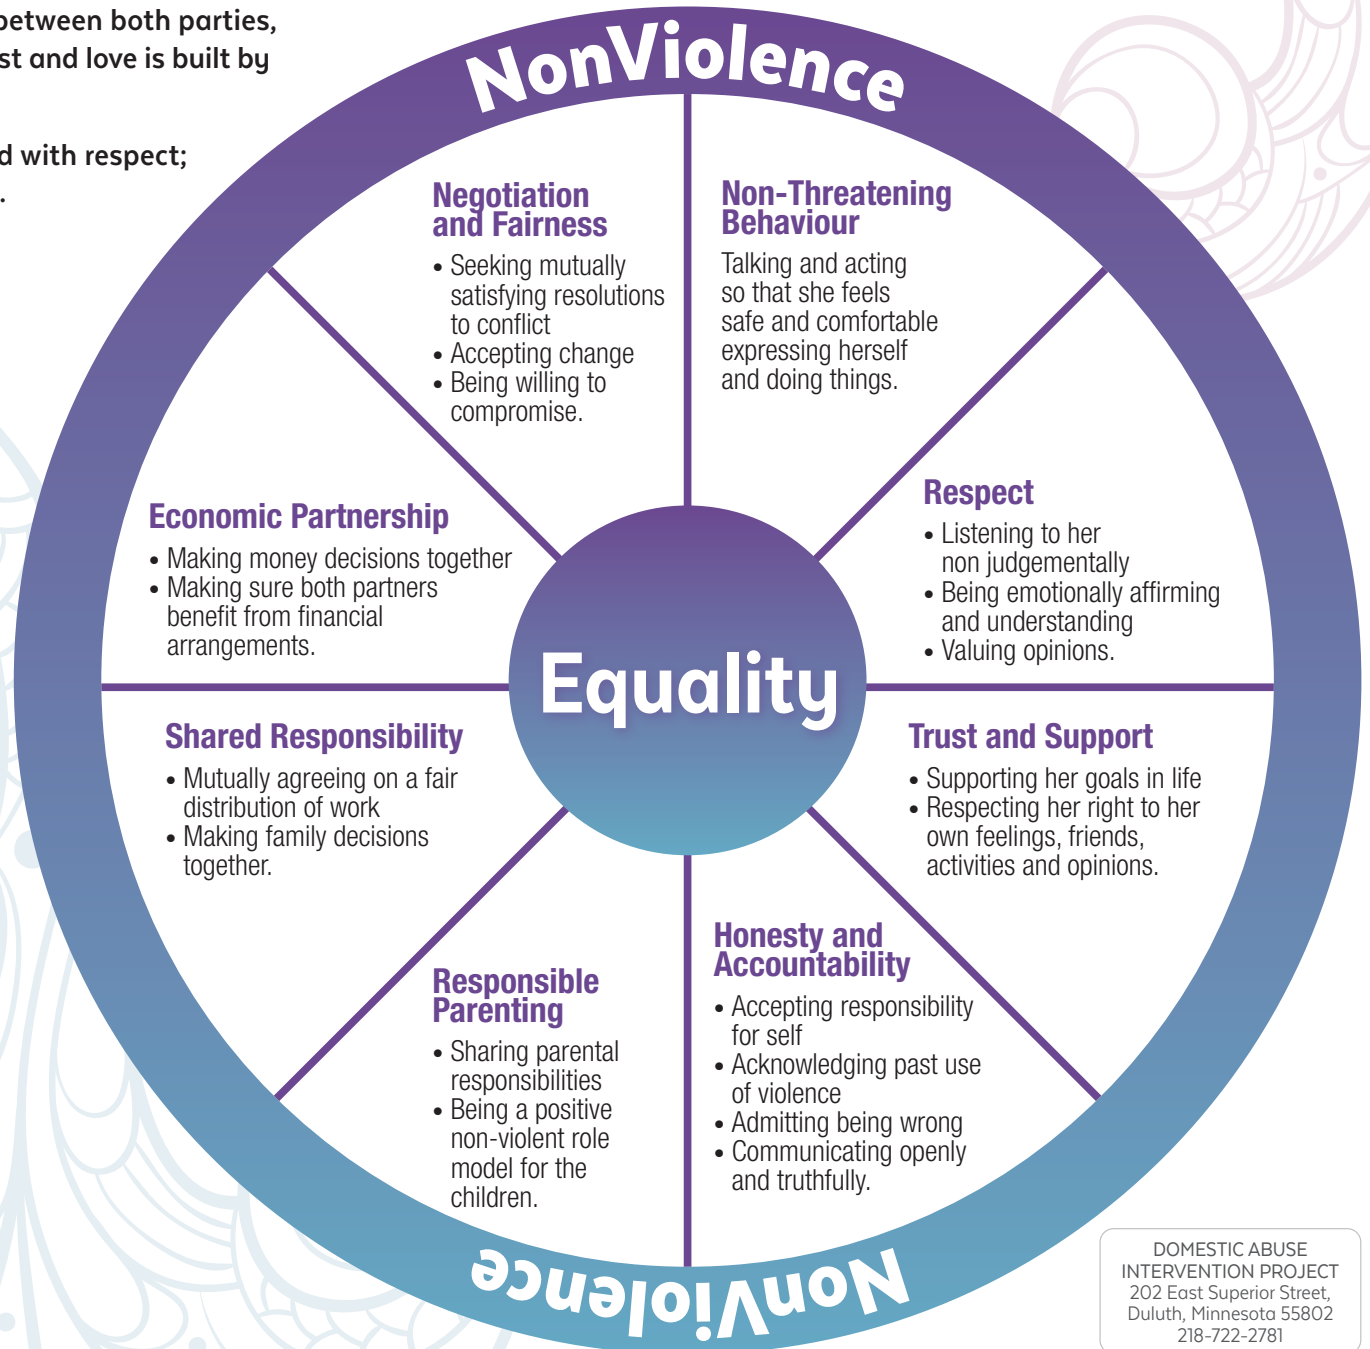 between both parties,
st and love is built by
d with respect;
.
NonViolence
Negotiation
and Fairness
• Seeking mutually
satisfying resolutions
to conflict
• Accepting change
• Being willing to
compromise.
Non-Threatening
Behaviour
Talking and acting
so that she feels
safe and comfortable
expressing herself
and doing things.
Economic Partnership
• Making money decisions together
• Making sure both partners
benefit from financial
arrangements.
Respect
• Listening to her
non judgementally
• Being emotionally affirming
and understanding
• Valuing opinions.
Equality
Shared Responsibility
• Mutually agreeing on a fair
distribution of work
• Making family decisions
together.
Trust and Support
• Supporting her goals in life
• Respecting her right to her
own feelings, friends,
activities and opinions.
Responsible
Parenting
• Sharing parental
responsibilities
• Being a positive
non-violent role
model for the
children.
Honesty and
Accountability
• Accepting responsibility
for self
• Acknowledging past use
of violence
• Admitting being wrong
• Communicating openly
and truthfully.
NonViolence
DOMESTIC ABUSE
INTERVENTION PROJECT
202 East Superior Street,
Duluth, Minnesota 55802
218-722-2781